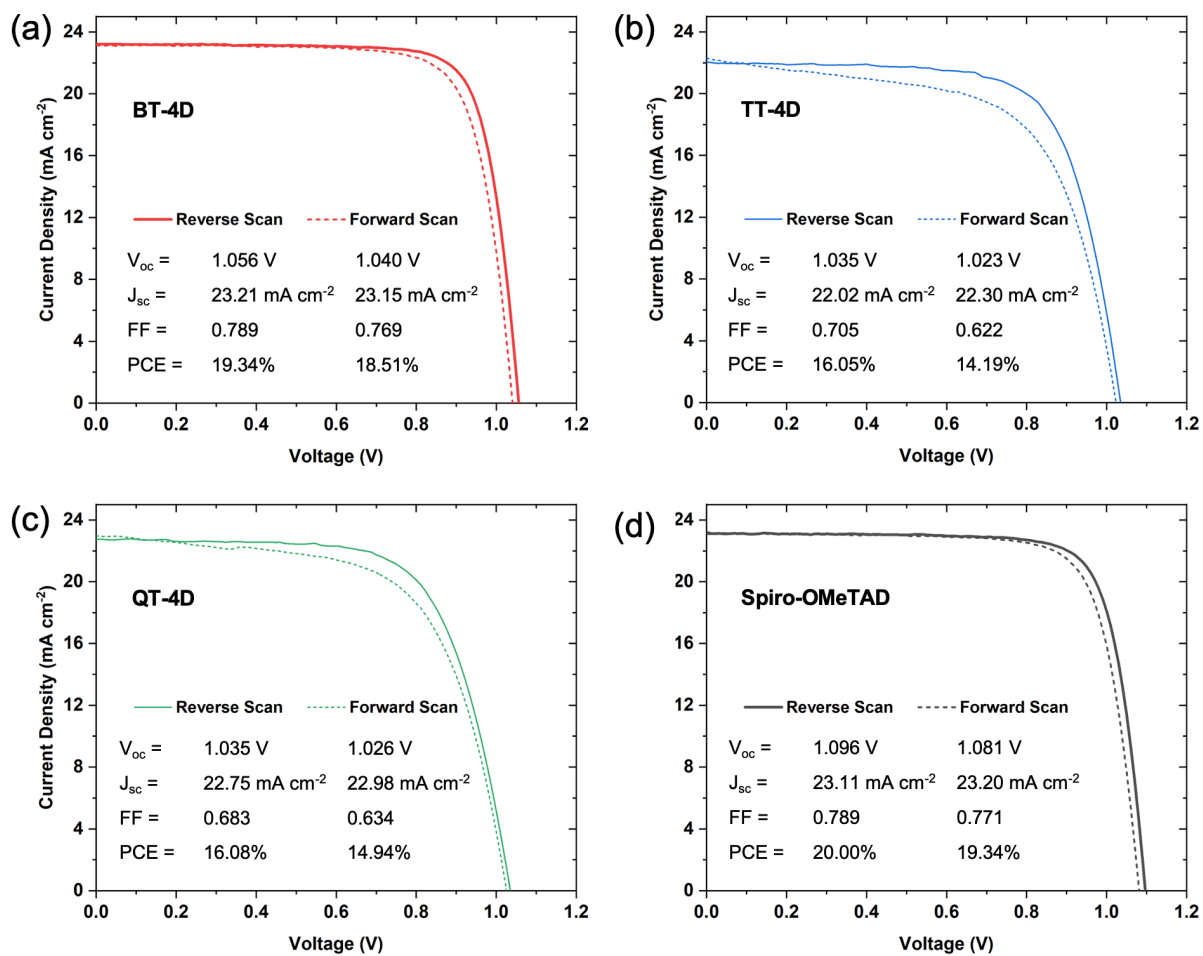 (a)
24
20
16
12
8
4
0
Current Density (mA cm⁻²)
BT-4D
Reverse Scan Forward Scan
Vₒc = 1.056 V 1.040 V
Jsc = 23.21 mA cm⁻² 23.15 mA cm⁻²
FF = 0.789 0.769
PCE = 19.34% 18.51%
0.0 0.2 0.4 0.6 0.8 1.0 1.2
Voltage (V)
(b)
24
20
16
12
8
4
0
Current Density (mA cm⁻²)
TT-4D
Reverse Scan Forward Scan
Vₒc = 1.035 V 1.023 V
Jsc = 22.02 mA cm⁻² 22.30 mA cm⁻²
FF = 0.705 0.622
PCE = 16.05% 14.19%
0.0 0.2 0.4 0.6 0.8 1.0 1.2
Voltage (V)
(c)
24
20
16
12
8
4
0
Current Density (mA cm⁻²)
QT-4D
Reverse Scan Forward Scan
Vₒc = 1.035 V 1.026 V
Jsc = 22.75 mA cm⁻² 22.98 mA cm⁻²
FF = 0.683 0.634
PCE = 16.08% 14.94%
0.0 0.2 0.4 0.6 0.8 1.0 1.2
Voltage (V)
(d)
24
20
16
12
8
4
0
Current Density (mA cm⁻²)
Spiro-OMeTAD
Reverse Scan Forward Scan
Vₒc = 1.096 V 1.081 V
Jsc = 23.11 mA cm⁻² 23.20 mA cm⁻²
FF = 0.789 0.771
PCE = 20.00% 19.34%
0.0 0.2 0.4 0.6 0.8 1.0 1.2
Voltage (V)